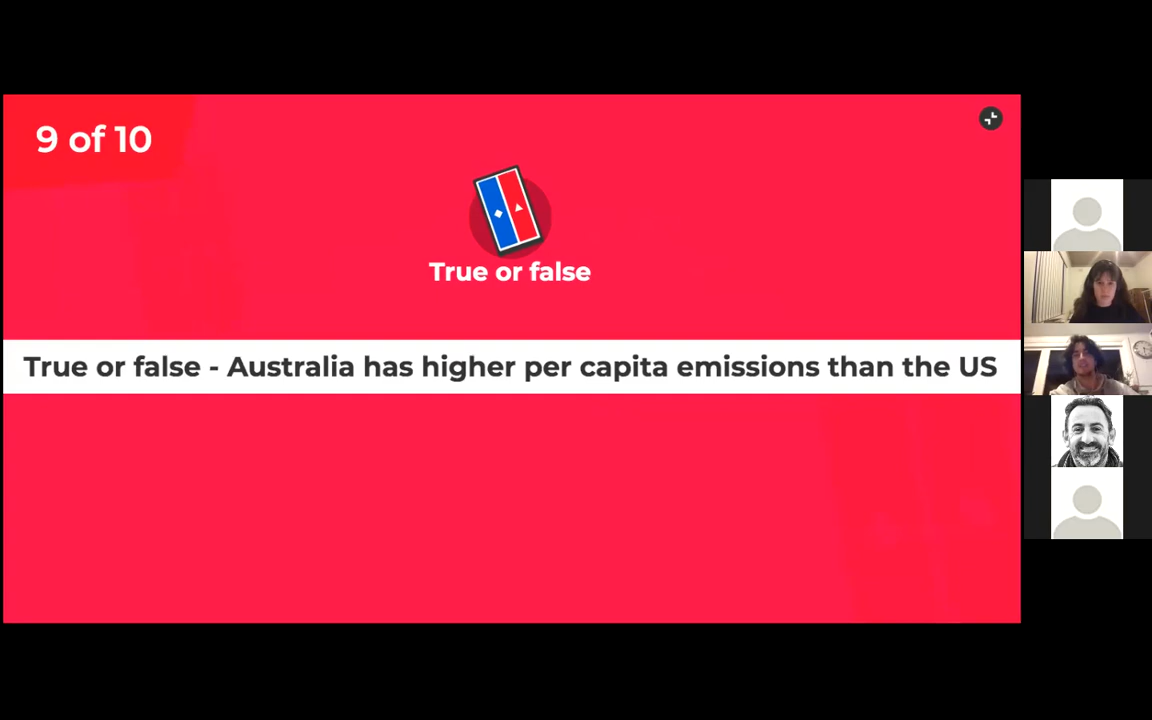 9 of 10
True or false
True or false - Australia has higher per capita emissions than the US